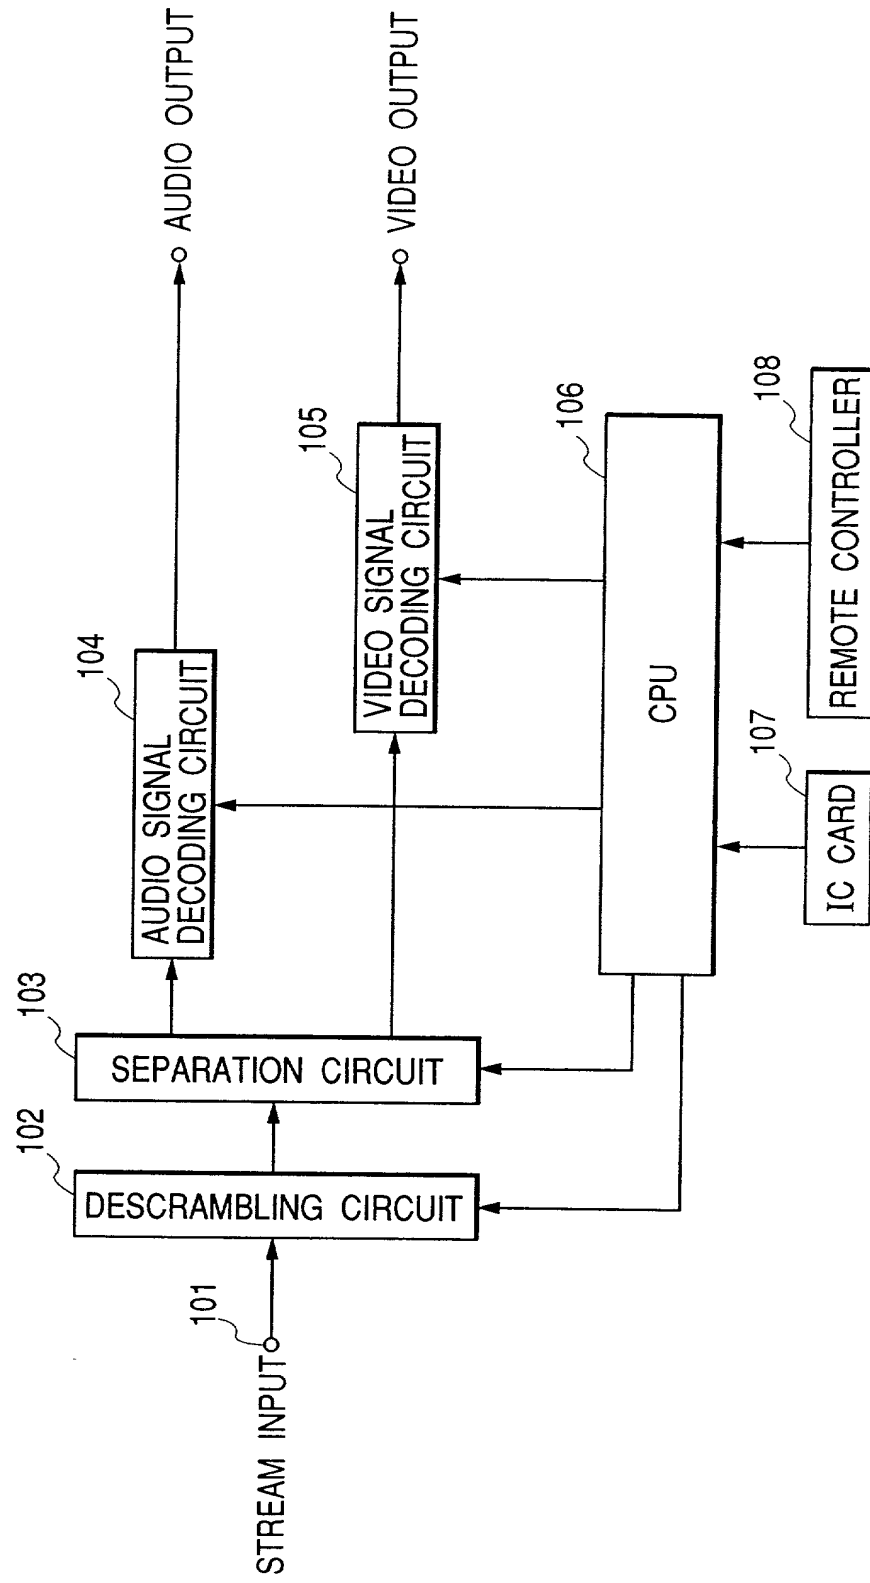 STREAM INPUT
101
102
DESCRAMBLING CIRCUIT
103
SEPARATION CIRCUIT
104
AUDIO SIGNAL
DECODING CIRCUIT
AUDIO OUTPUT
105
VIDEO SIGNAL
DECODING CIRCUIT
VIDEO OUTPUT
106
CPU
107
IC CARD
108
REMOTE CONTROLLER